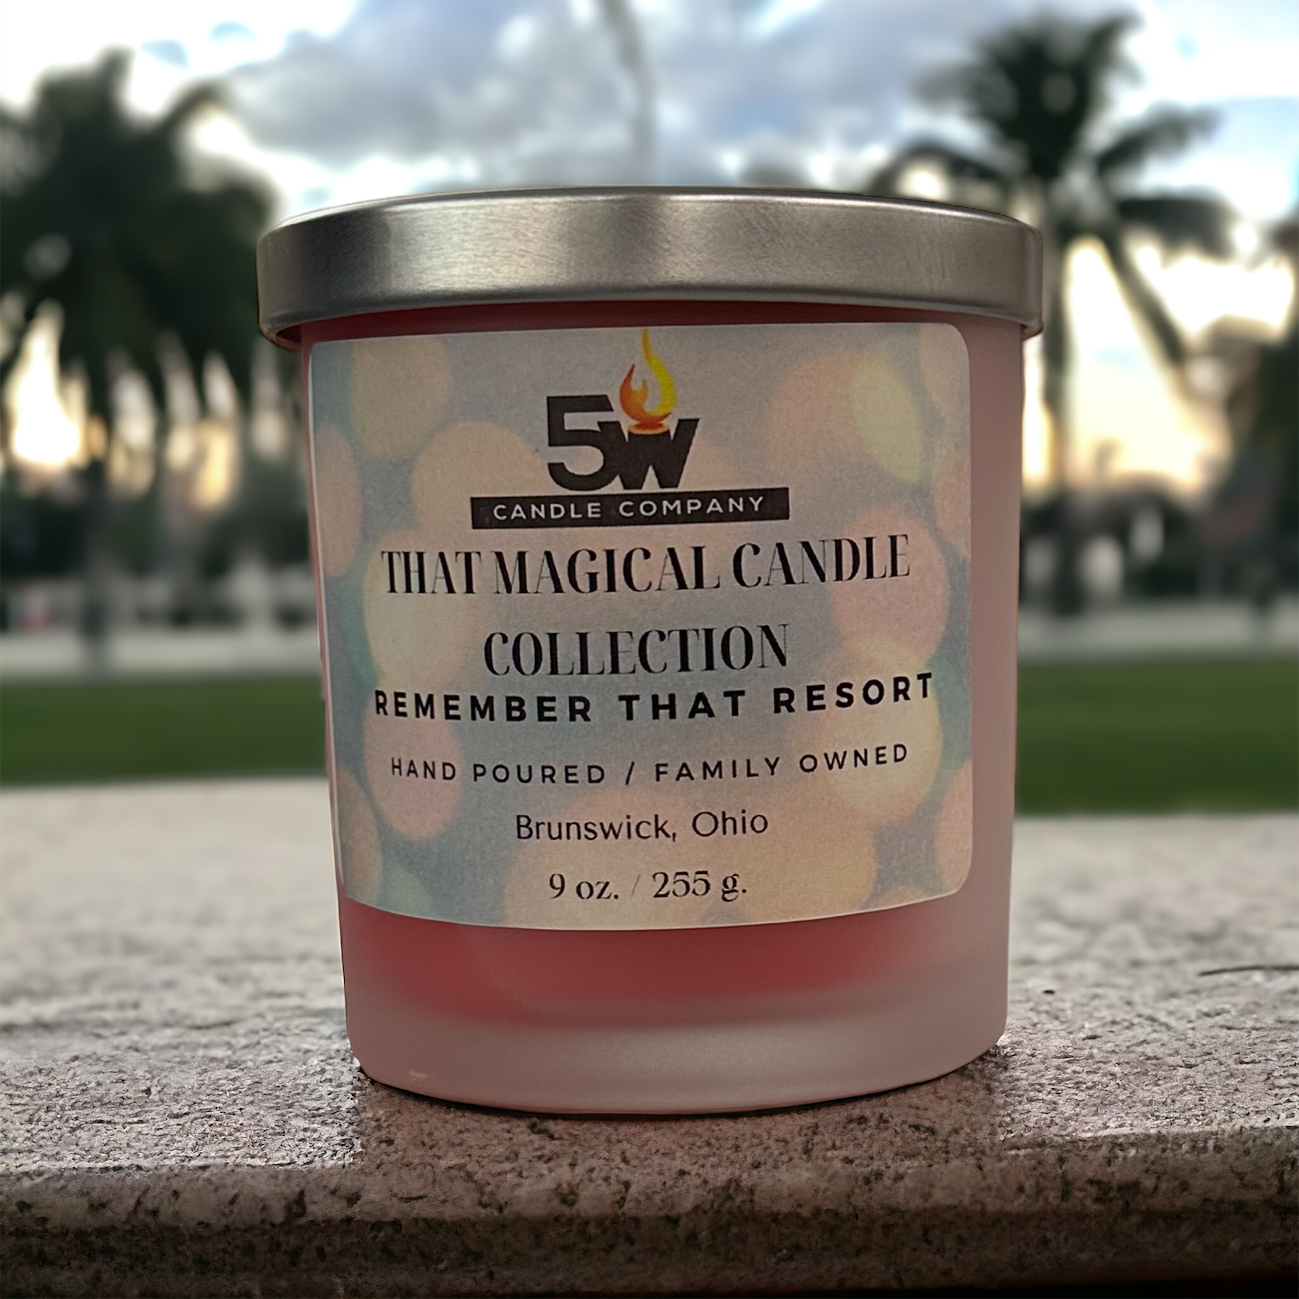 5W
CANDLE COMPANY
THAT MAGICAL CANDLE
COLLECTION
REMEMBER THAT RESORT
HAND POURED / FAMILY OWNED
Brunswick, Ohio
9 oz. / 255 g.